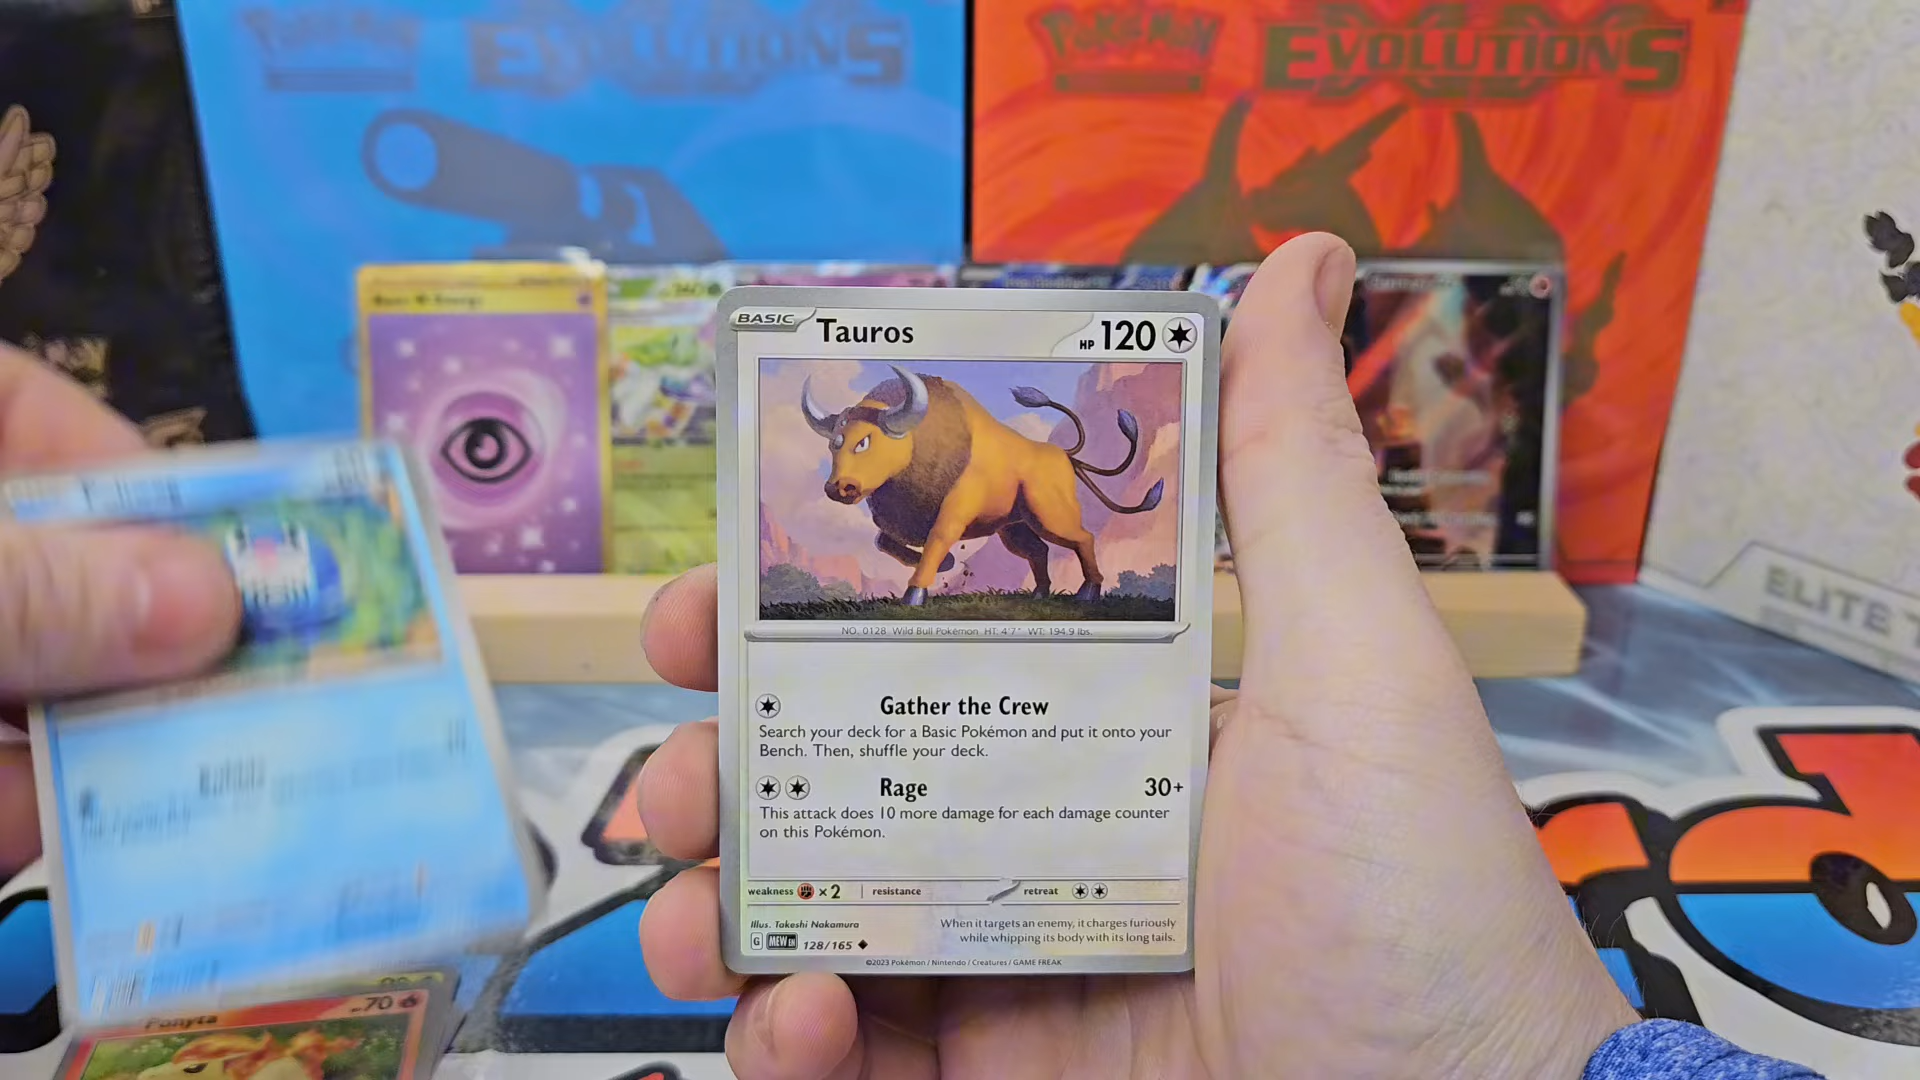 POKÉMON
EVOLUTIONS
POKÉMON
EVOLUTIONS
BASIC
Tauros
HP 120
NO. 0128 Wild Bull Pokémon HT: 4'7" WT: 194.9 lbs.
Gather the Crew
Search your deck for a Basic Pokémon and put it onto your
Bench. Then, shuffle your deck.
Rage 30+
This attack does 10 more damage for each damage counter
on this Pokémon.
weakness ×2 resistance retreat
Illus. Takeshi Nakamura
When it targets an enemy, it charges furiously
while whipping its body with its long tails.
G MEW EN 128/165
©2023 Pokémon / Nintendo / Creatures / GAME FREAK
ELITE T
Ponyta
70